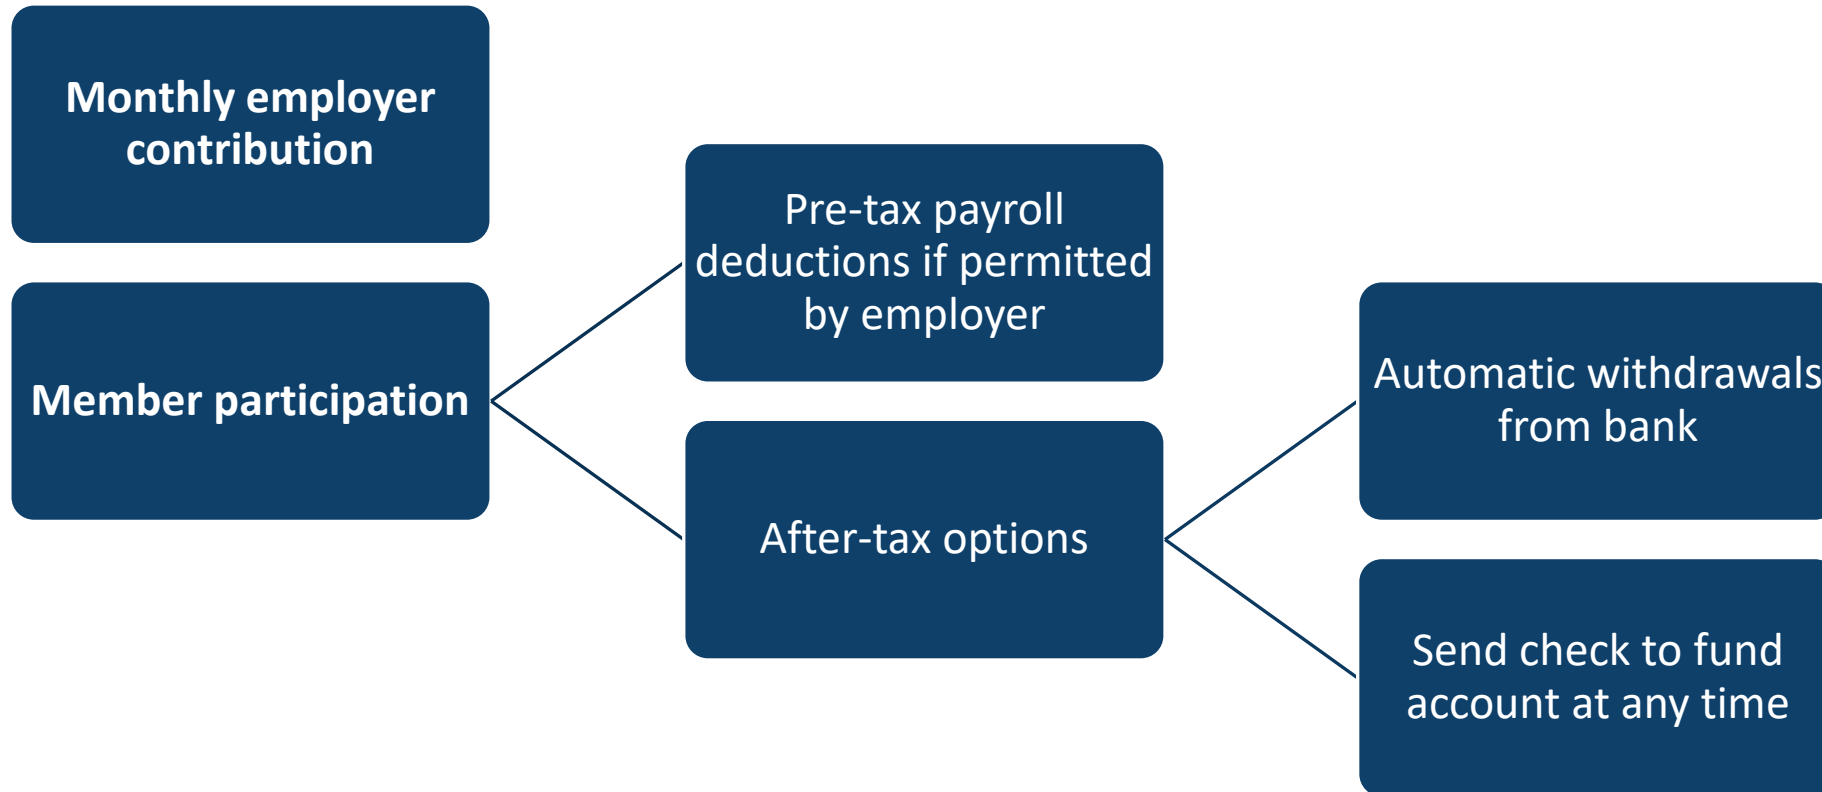 Monthly employer
contribution
Member participation
Pre-tax payroll
deductions if permitted
by employer
After-tax options
Automatic withdrawals
from bank
Send check to fund
account at any time